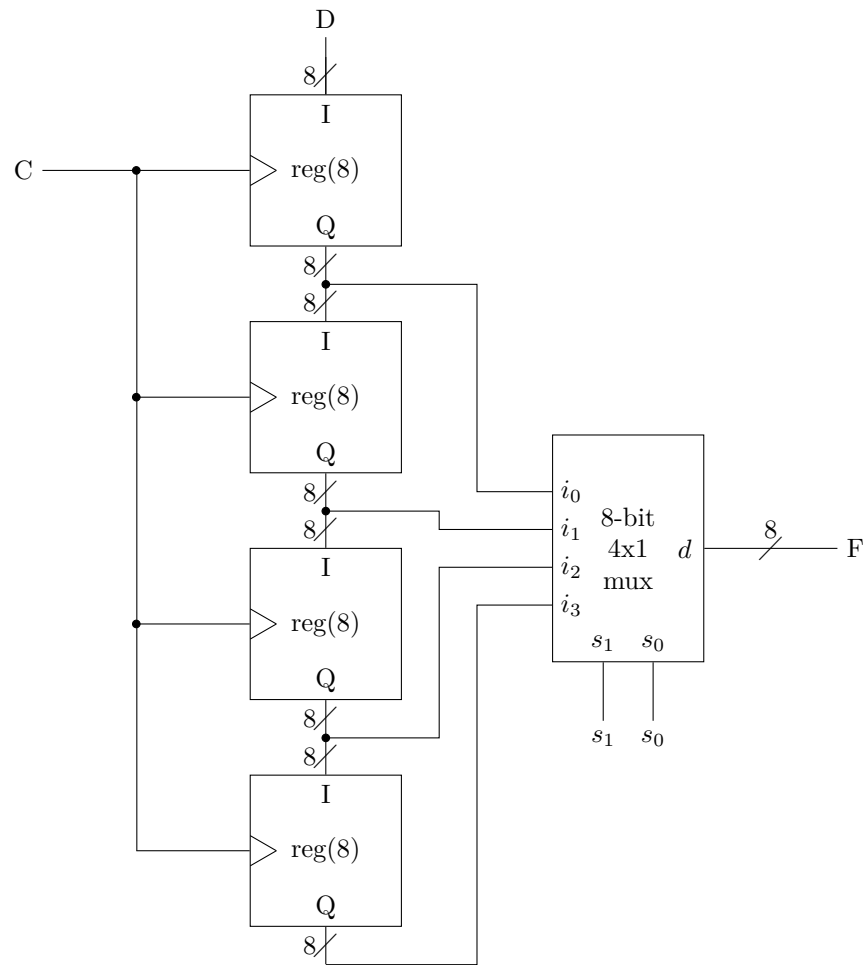 D
8
I
C
reg(8)
Q
8
8
I
reg(8)
Q
8
8
I
reg(8)
Q
8
8
I
reg(8)
Q
8
i₀
i₁
i₂
i₃
8-bit
4x1
mux
d
8
F
s₁ s₀
s₁ s₀